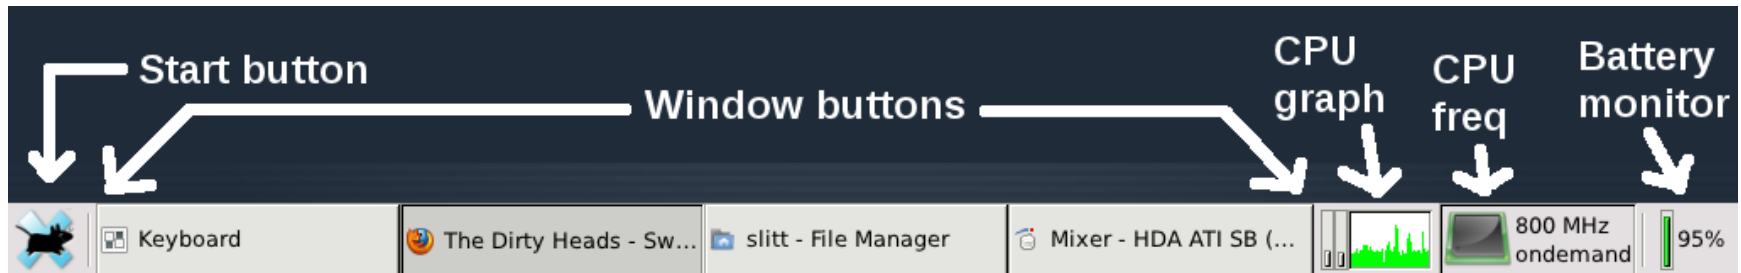 Start button
Window buttons
CPU
graph
CPU
freq
Battery
monitor
Keyboard
The Dirty Heads - Sw...
slitt - File Manager
Mixer - HDA ATI SB (...
800 MHz
ondemand
95%